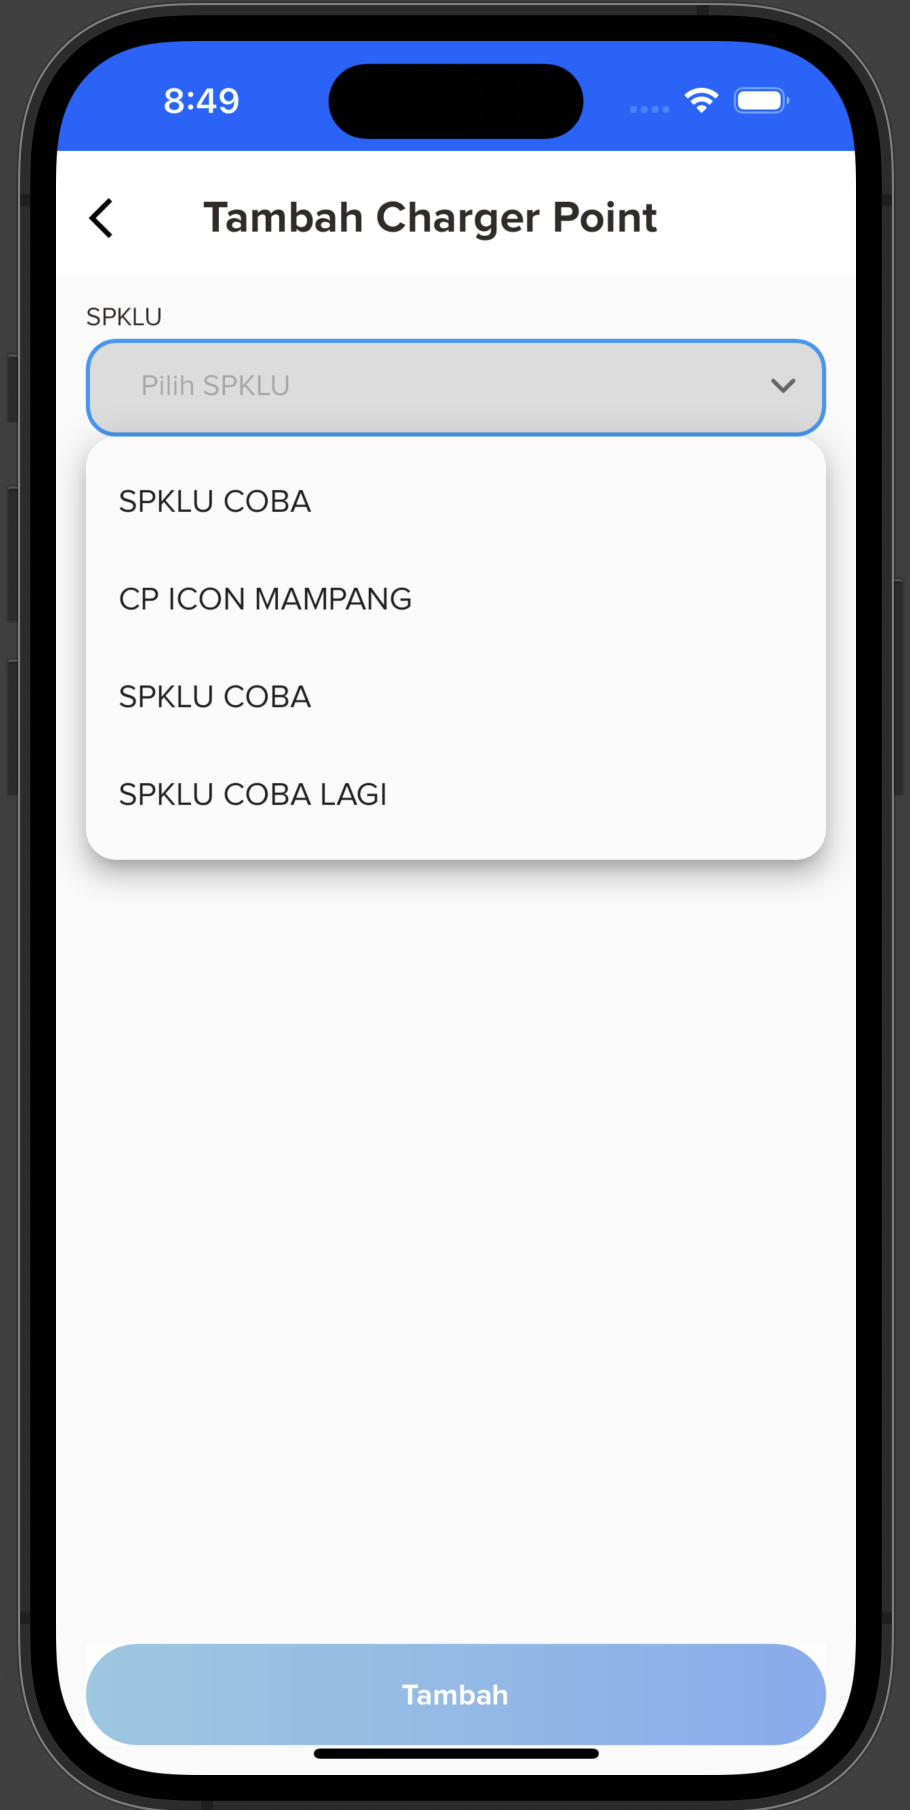 8:49
Tambah Charger Point
SPKLU
Pilih SPKLU
SPKLU COBA
CP ICON MAMPANG
SPKLU COBA
SPKLU COBA LAGI
Tambah